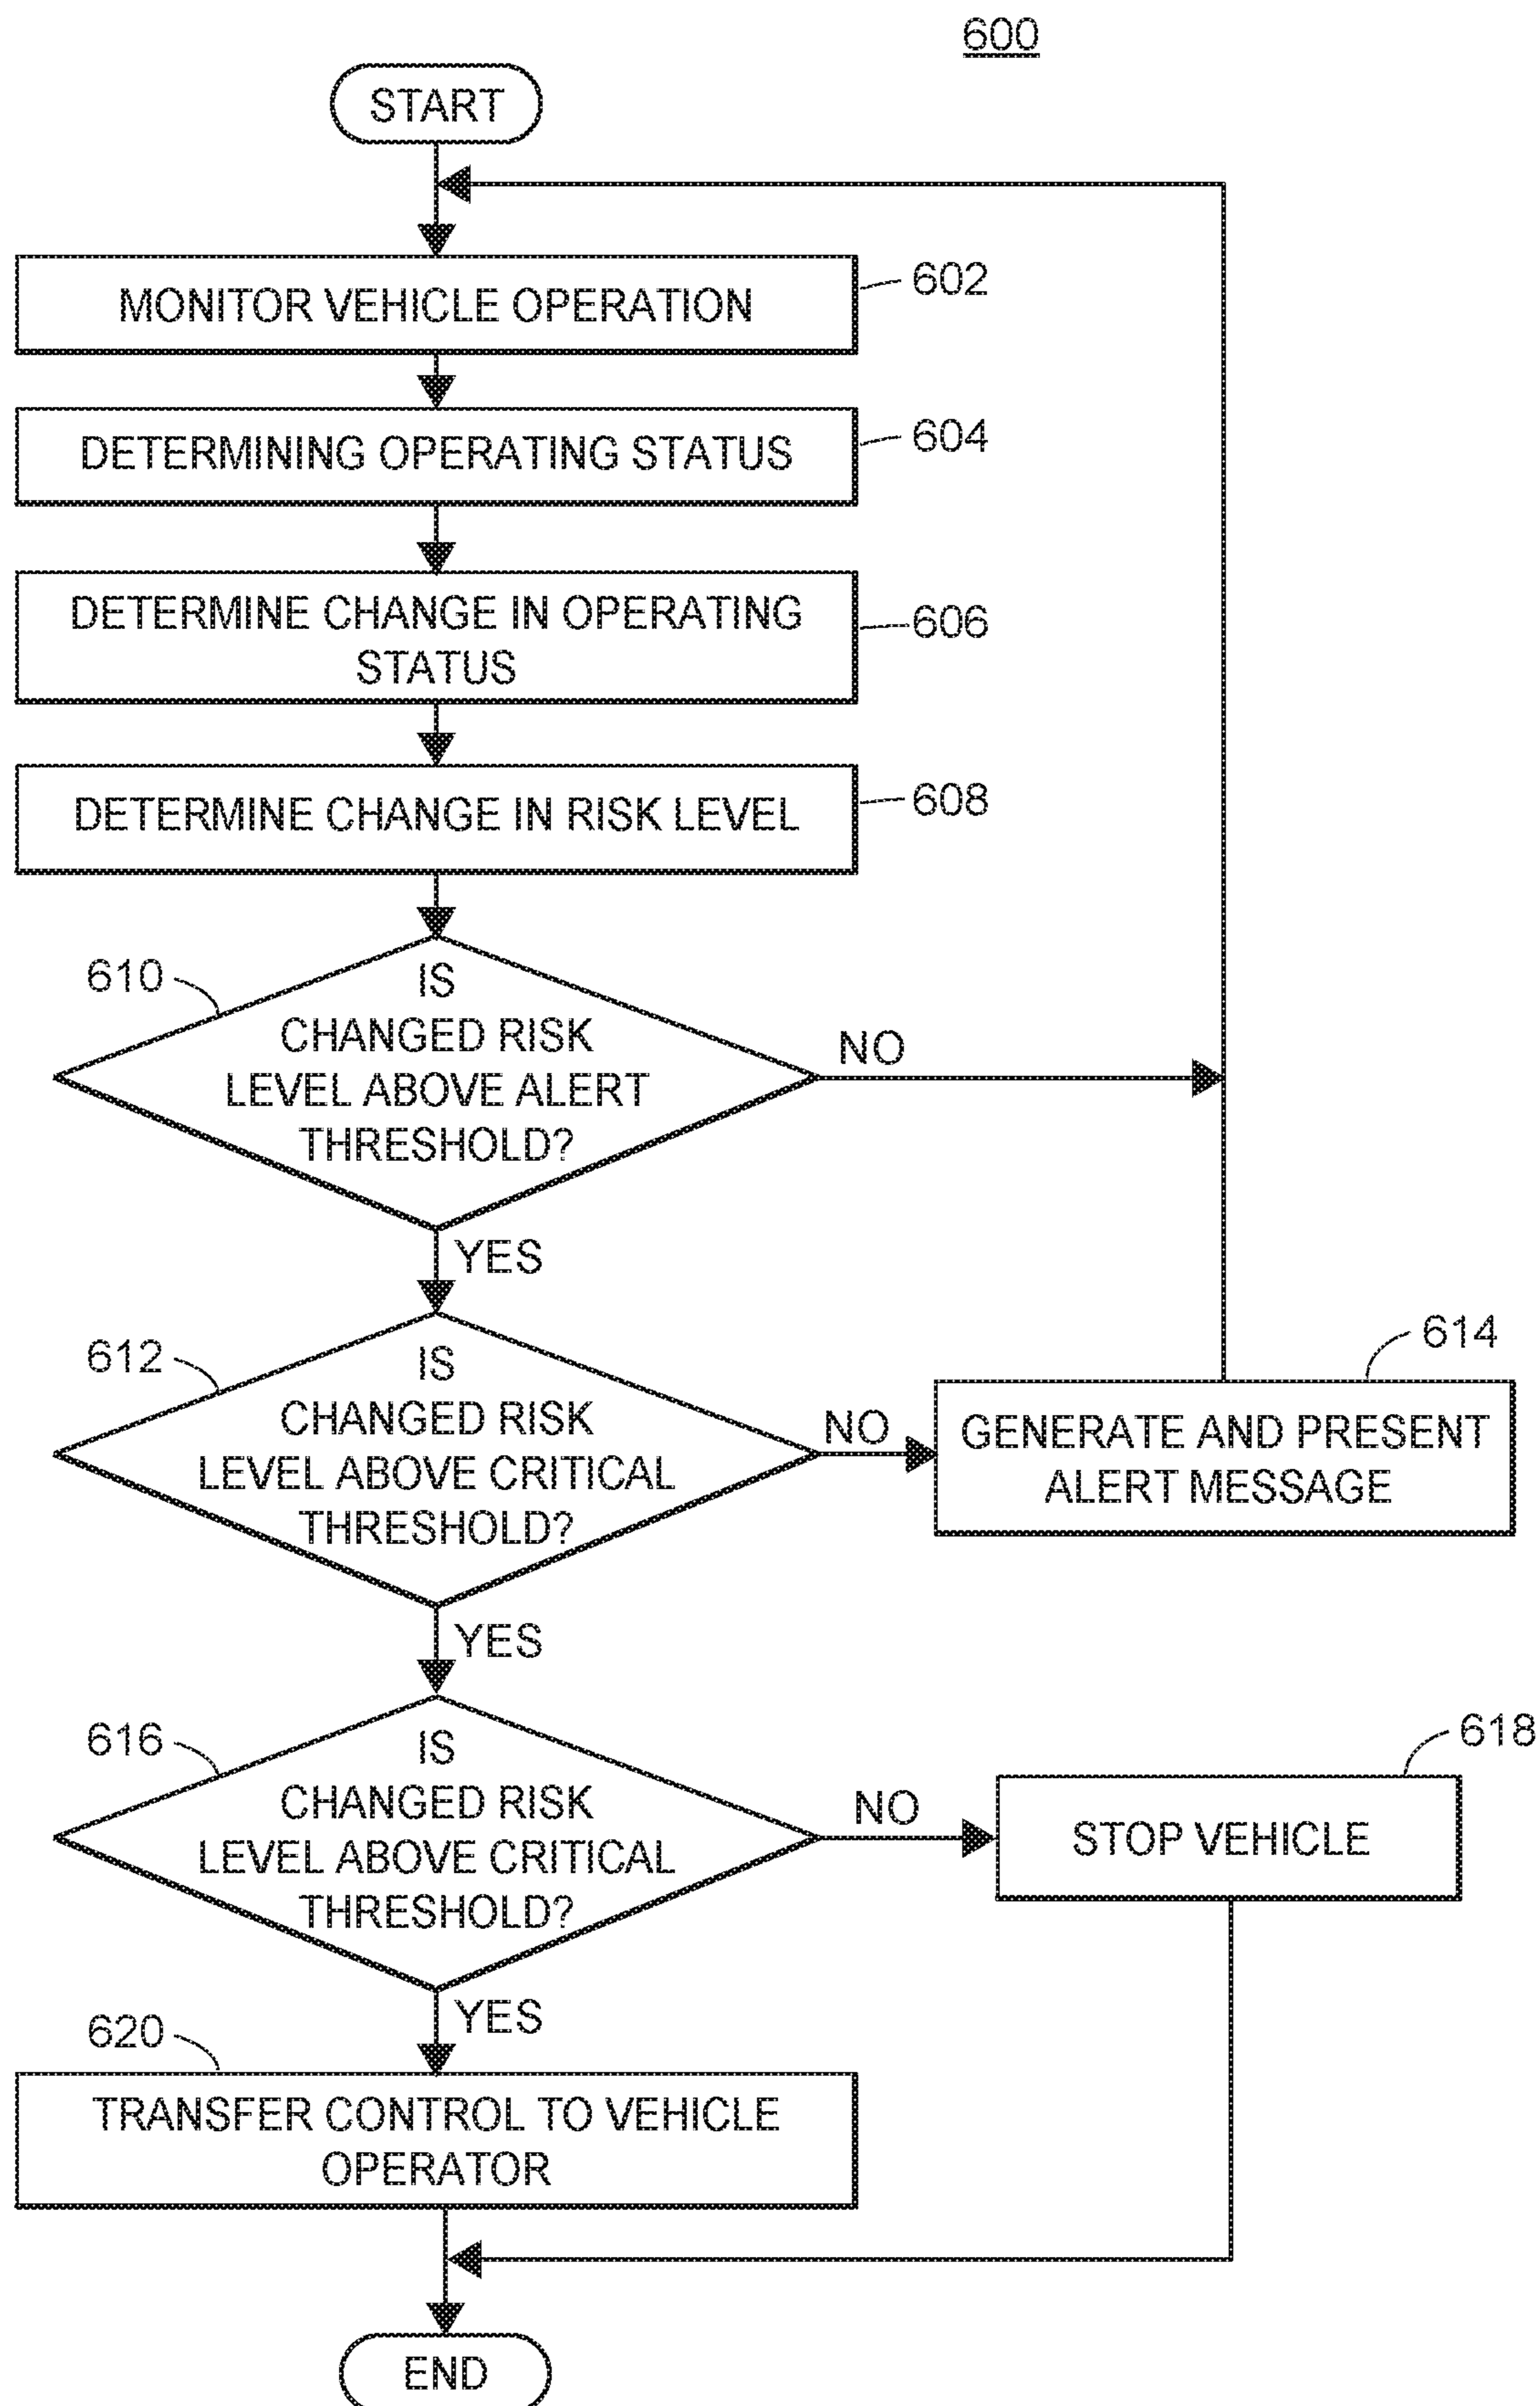 600
START
MONITOR VEHICLE OPERATION
602
DETERMINING OPERATING STATUS
604
DETERMINE CHANGE IN OPERATING
STATUS
606
DETERMINE CHANGE IN RISK LEVEL
608
610
IS
CHANGED RISK
LEVEL ABOVE ALERT
THRESHOLD?
NO
YES
612
IS
CHANGED RISK
LEVEL ABOVE CRITICAL
THRESHOLD?
NO
614
GENERATE AND PRESENT
ALERT MESSAGE
YES
616
IS
CHANGED RISK
LEVEL ABOVE CRITICAL
THRESHOLD?
NO
618
STOP VEHICLE
YES
620
TRANSFER CONTROL TO VEHICLE
OPERATOR
END